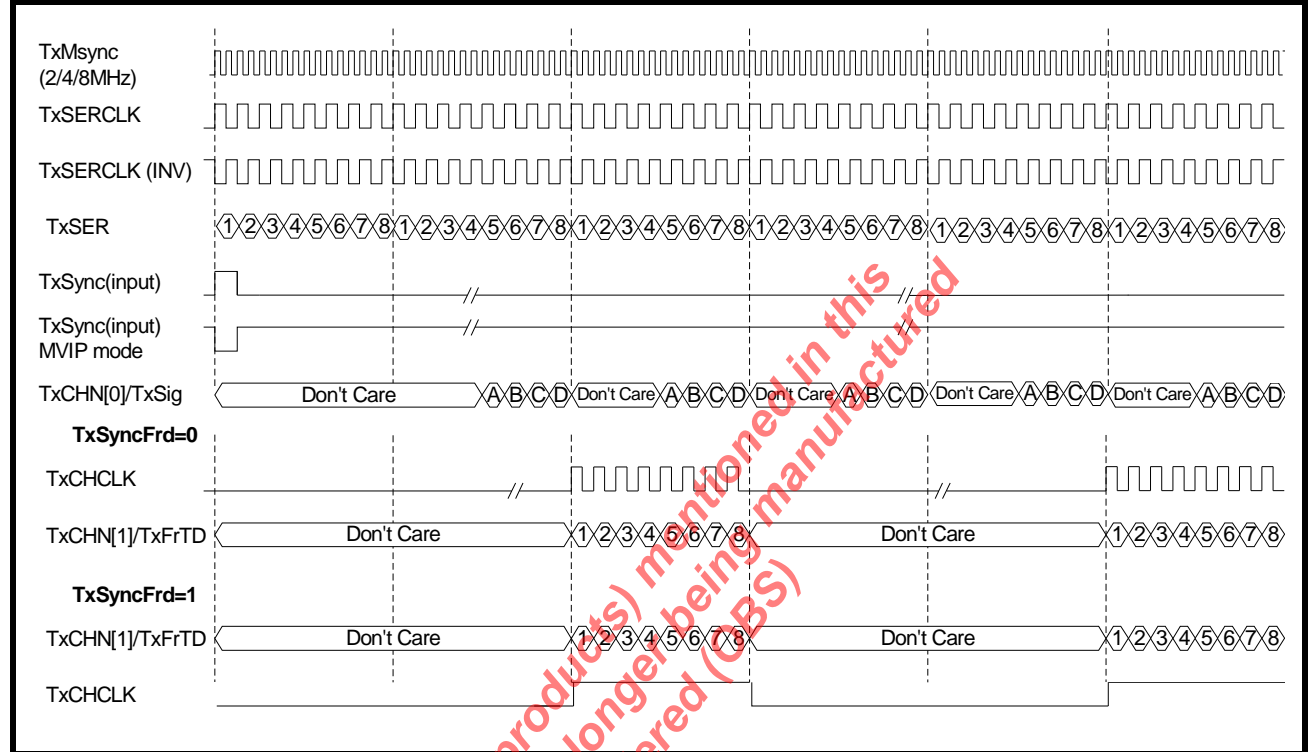 TxMsync
(2/4/8MHz)
TxSERCLK
TxSERCLK (INV)
TxSER 1 2 3 4 5 6 7 8 1 2 3 4 5 6 7 8 1 2 3 4 5 6 7 8 1 2 3 4 5 6 7 8 1 2 3 4 5 6 7 8 1 2 3 4 5 6 7 8
TxSync(input)
TxSync(input)
MVIP mode
TxCHN[0]/TxSig Don't Care A B C D Don't Care A B C D Don't Care A B C D Don't Care A B C D Don't Care A B C D
TxSyncFrd=0
TxCHCLK
TxCHN[1]/TxFrTD Don't Care 1 2 3 4 5 6 7 8 Don't Care 1 2 3 4 5 6 7 8
TxSyncFrd=1
TxCHN[1]/TxFrTD Don't Care 1 2 3 4 5 6 7 8 Don't Care 1 2 3 4 5 6 7 8
TxCHCLK
products) mentioned in this
longer being manufactured
ered (OBS)